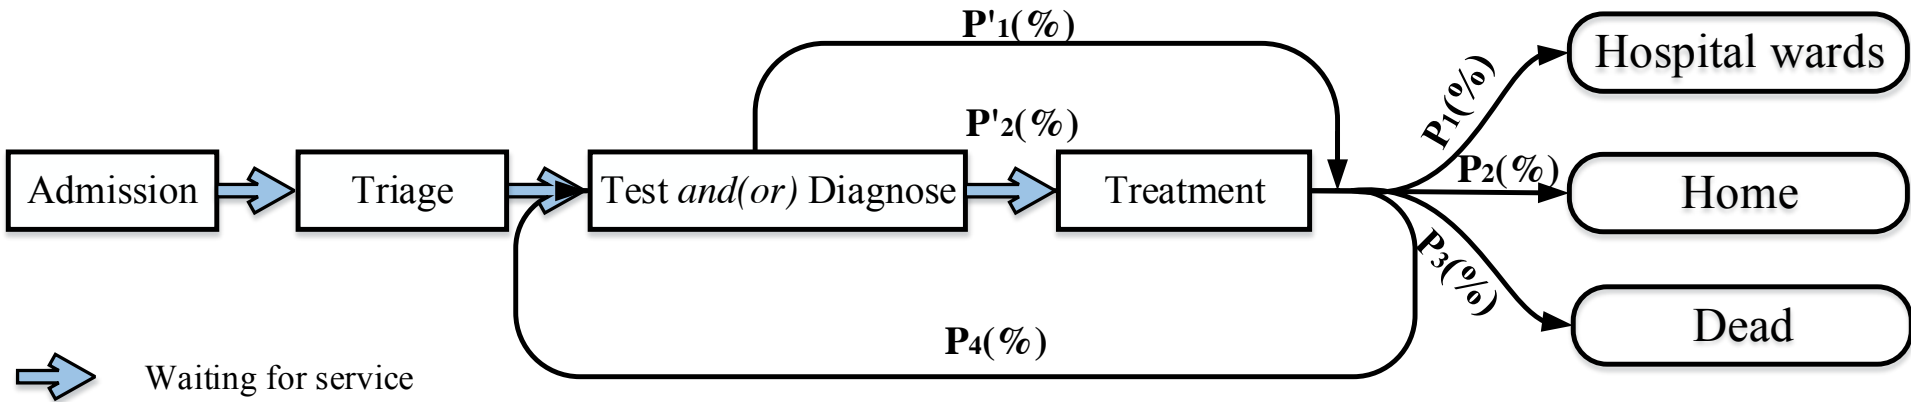 P'1(%)
Hospital wards
P1(%)
P'2(%)
Admission
Triage
Test and(or) Diagnose
Treatment
P2(%)
Home
P3(%)
Dead
P4(%)
Waiting for service